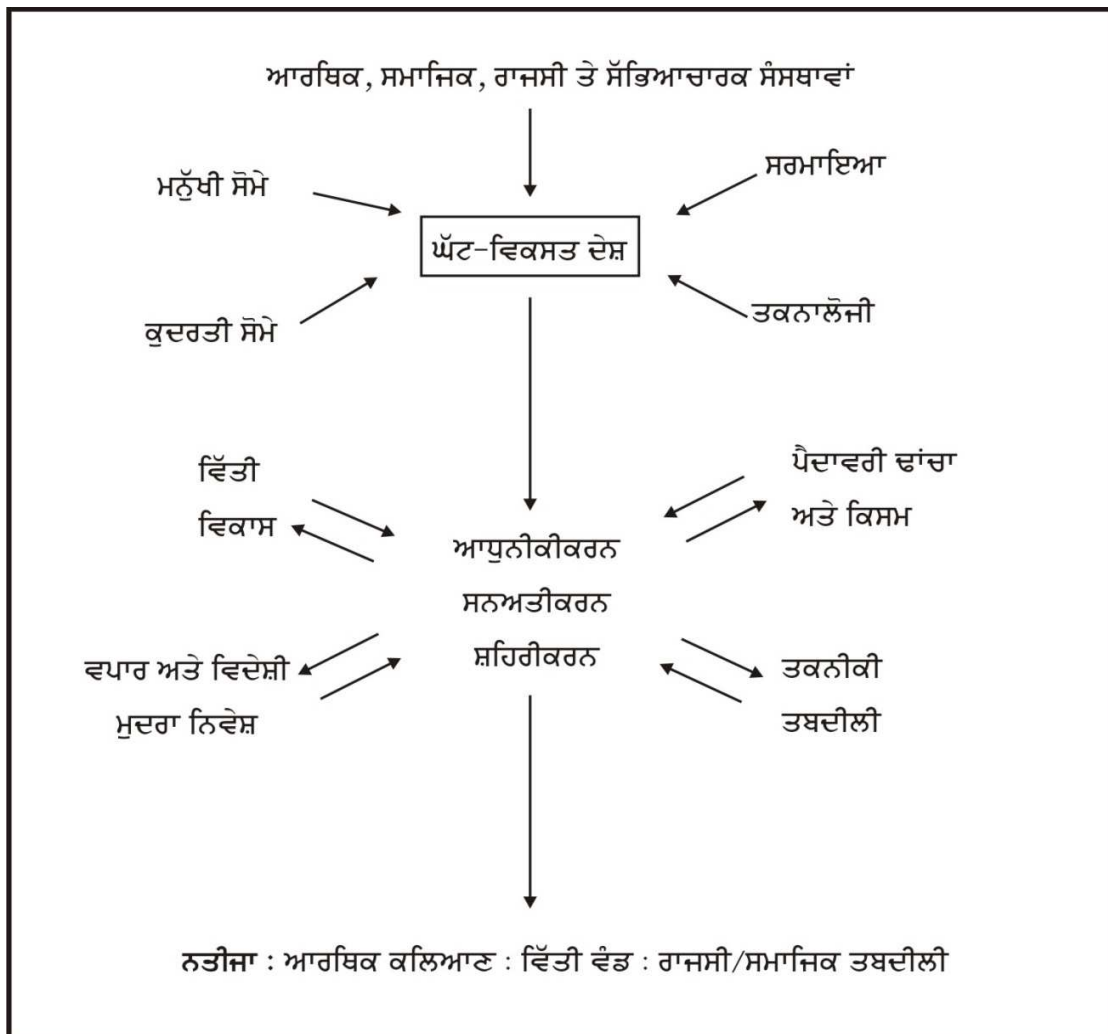 ਆਰਥਿਕ, ਸਮਾਜਿਕ, ਰਾਜਸੀ ਤੇ ਸੱਭਿਆਚਾਰਕ ਸੰਸਥਾਵਾਂ
ਮਨੁੱਖੀ ਸੋਮੇ
ਸਰਮਾਇਆ
ਘੱਟ-ਵਿਕਸਤ ਦੇਸ਼
ਕੁਦਰਤੀ ਸੋਮੇ
ਤਕਨਾਲੋਜੀ
ਵਿੱਤੀ
ਵਿਕਾਸ
ਪੈਦਾਵਰੀ ਢਾਂਚਾ
ਅਤੇ ਕਿਸਮ
ਆਧੁਨੀਕੀਕਰਨ
ਸਨਅਤੀਕਰਨ
ਸ਼ਹਿਰੀਕਰਨ
ਵਪਾਰ ਅਤੇ ਵਿਦੇਸ਼ੀ
ਮੁਦਰਾ ਨਿਵੇਸ਼
ਤਕਨੀਕੀ
ਤਬਦੀਲੀ
ਨਤੀਜਾ : ਆਰਥਿਕ ਕਲਿਆਣ : ਵਿੱਤੀ ਵੰਡ : ਰਾਜਸੀ/ਸਮਾਜਿਕ ਤਬਦੀਲੀ